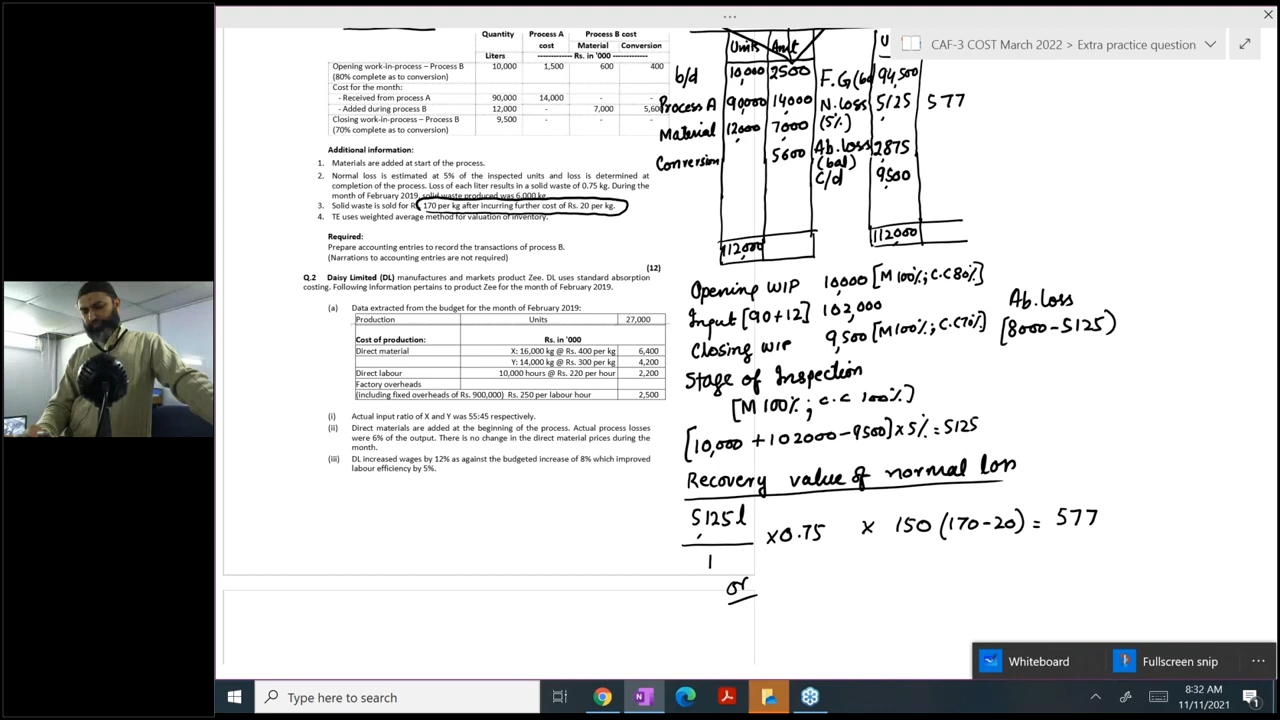 CAF-3 COST March 2022 > Extra practice question
Quantity Process A Process B cost
cost Material Conversion
Liters ----------- Rs. in '000 -------------
Opening work-in-process – Process B 10,000 1,500 600 400
(80% complete as to conversion)
Cost for the month:
- Received from process A 90,000 14,000 - -
- Added during process B 12,000 - 7,000 5,600
Closing work-in-process – Process B 9,500 - - -
(70% complete as to conversion)
Additional information:
1. Materials are added at start of the process.
2. Normal loss is estimated at 5% of the inspected units and loss is determined at
completion of the process. Loss of each liter results in a solid waste of 0.75 kg. During the
month of February 2019, solid waste produced was 6,000 kg.
3. Solid waste is sold for R 170 per kg after incurring further cost of Rs. 20 per kg.
4. TE uses weighted average method for valuation of inventory.
Required:
Prepare accounting entries to record the transactions of process B.
(Narrations to accounting entries are not required)
(12)
Q.2 Daisy Limited (DL) manufactures and markets product Zee. DL uses standard absorption
costing. Following information pertains to product Zee for the month of February 2019.
(a) Data extracted from the budget for the month of February 2019:
Production Units 27,000
Cost of production: Rs. in '000
Direct material X: 16,000 kg @ Rs. 400 per kg 6,400
Y: 14,000 kg @ Rs. 300 per kg 4,200
Direct labour 10,000 hours @ Rs. 220 per hour 2,200
Factory overheads
(including fixed overheads of Rs. 900,000) Rs. 250 per labour hour 2,500
(i) Actual input ratio of X and Y was 55:45 respectively.
(ii) Direct materials are added at the beginning of the process. Actual process losses
were 6% of the output. There is no change in the direct material prices during the
month.
(iii) DL increased wages by 12% as against the budgeted increase of 8% which improved
labour efficiency by 5%.
Units Amt U
b/d 10,000 2500 F.G (bal 94,500
Process A 90,000 14000 N.loss 5125 577
(5%)
Material 12000 7000
Conversion 5600 Ab.loss 2875
(bal)
C/d 9500
112,000 112000
Opening WIP 10,000 [M 100%; C.C 80%]
Input [90+12] 102,000
Closing WIP 9,500 [M 100%; C.C 70%]
Ab.loss
[8000-5125)
Stage of Inspection
[M 100%; C.C 100%]
[10,000 + 102000 - 9500] x 5% = 5125
Recovery value of normal loss
5125l x 0.75 x 150 (170-20) = 577
1
or
Whiteboard
Fullscreen snip
Type here to search
8:32 AM
11/11/2021
1